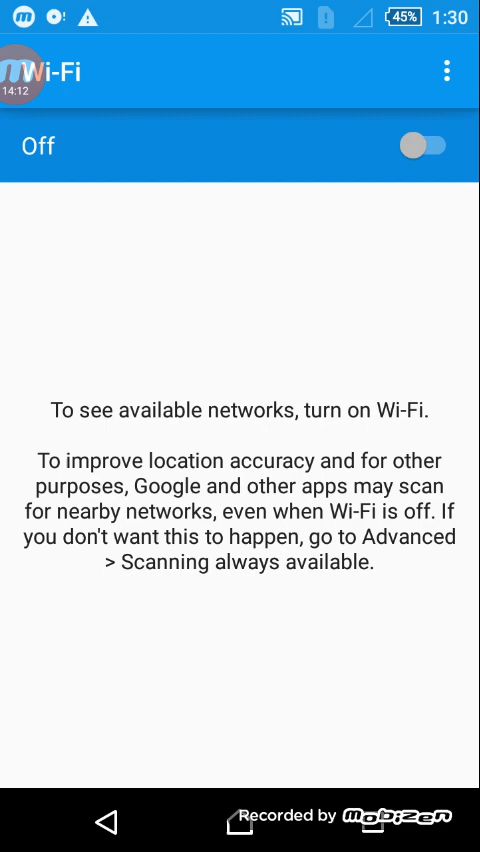 45% 1:30
Wi-Fi
14:12
Off
To see available networks, turn on Wi-Fi.
To improve location accuracy and for other
purposes, Google and other apps may scan
for nearby networks, even when Wi-Fi is off. If
you don't want this to happen, go to Advanced
> Scanning always available.
Recorded by mobizen